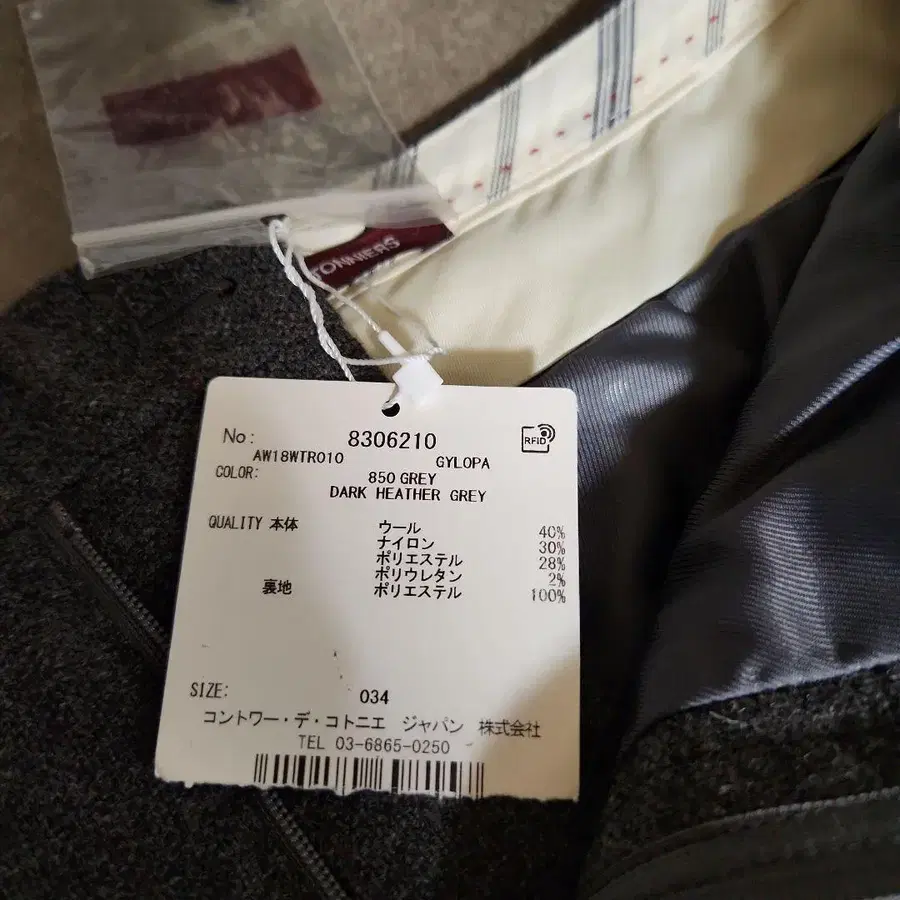 TONNIERS
No: 8306210 RFID
AW18WTR010 GYLOPA
COLOR: 850 GREY
DARK HEATHER GREY
QUALITY 本体 ウール 40%
ナイロン 30%
ポリエステル 28%
ポリウレタン 2%
裏地 ポリエステル 100%
SIZE: 034
コントワー・デ・コトニエ ジャパン 株式会社
TEL 03-6865-0250